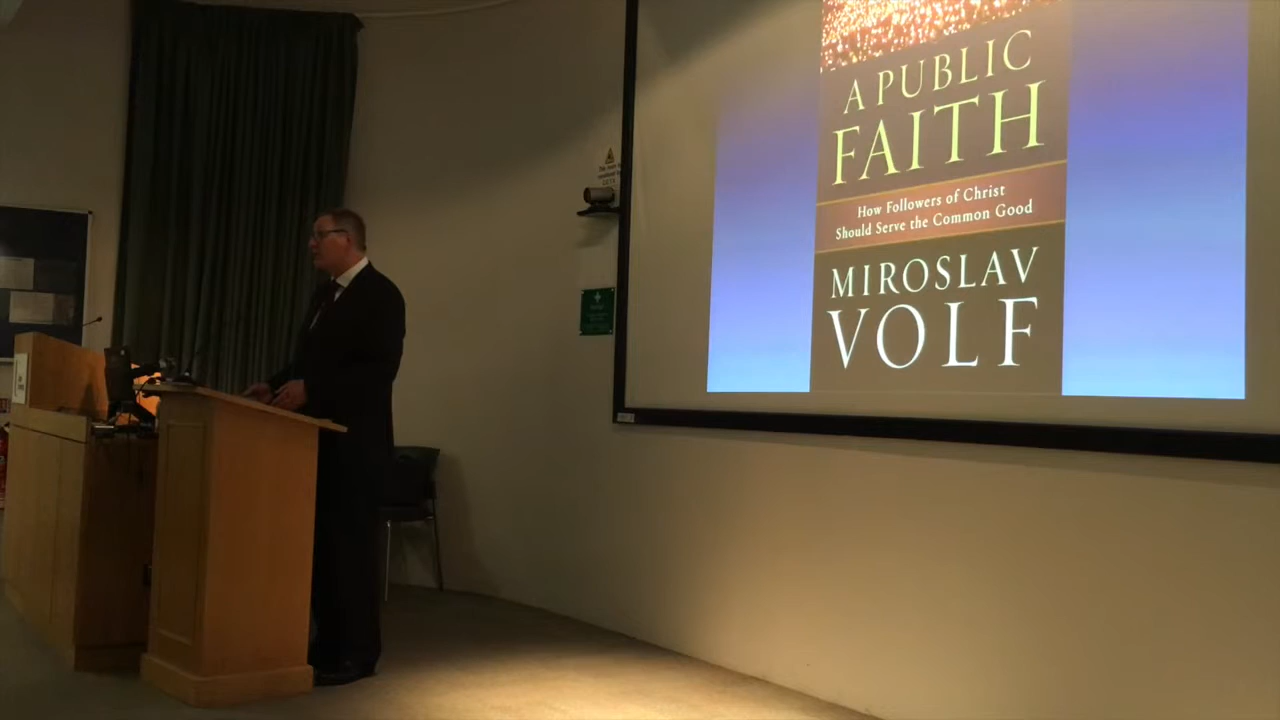 A PUBLIC
FAITH
How Followers of Christ
Should Serve the Common Good
MIROSLAV
VOLF